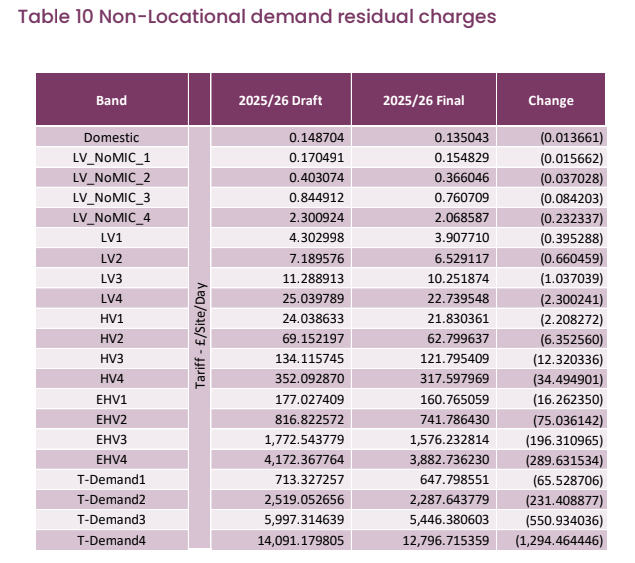 Table 10 Non-Locational demand residual charges
Band 2025/26 Draft 2025/26 Final Change
Tariff - £/Site/Day
Domestic 0.148704 0.135043 (0.013661)
LV_NoMIC_1 0.170491 0.154829 (0.015662)
LV_NoMIC_2 0.403074 0.366046 (0.037028)
LV_NoMIC_3 0.844912 0.760709 (0.084203)
LV_NoMIC_4 2.300924 2.068587 (0.232337)
LV1 4.302998 3.907710 (0.395288)
LV2 7.189576 6.529117 (0.660459)
LV3 11.288913 10.251874 (1.037039)
LV4 25.039789 22.739548 (2.300241)
HV1 24.038633 21.830361 (2.208272)
HV2 69.152197 62.799637 (6.352560)
HV3 134.115745 121.795409 (12.320336)
HV4 352.092870 317.597969 (34.494901)
EHV1 177.027409 160.765059 (16.262350)
EHV2 816.822572 741.786430 (75.036142)
EHV3 1,772.543779 1,576.232814 (196.310965)
EHV4 4,172.367764 3,882.736230 (289.631534)
T-Demand1 713.327257 647.798551 (65.528706)
T-Demand2 2,519.052656 2,287.643779 (231.408877)
T-Demand3 5,997.314639 5,446.380603 (550.934036)
T-Demand4 14,091.179805 12,796.715359 (1,294.464446)